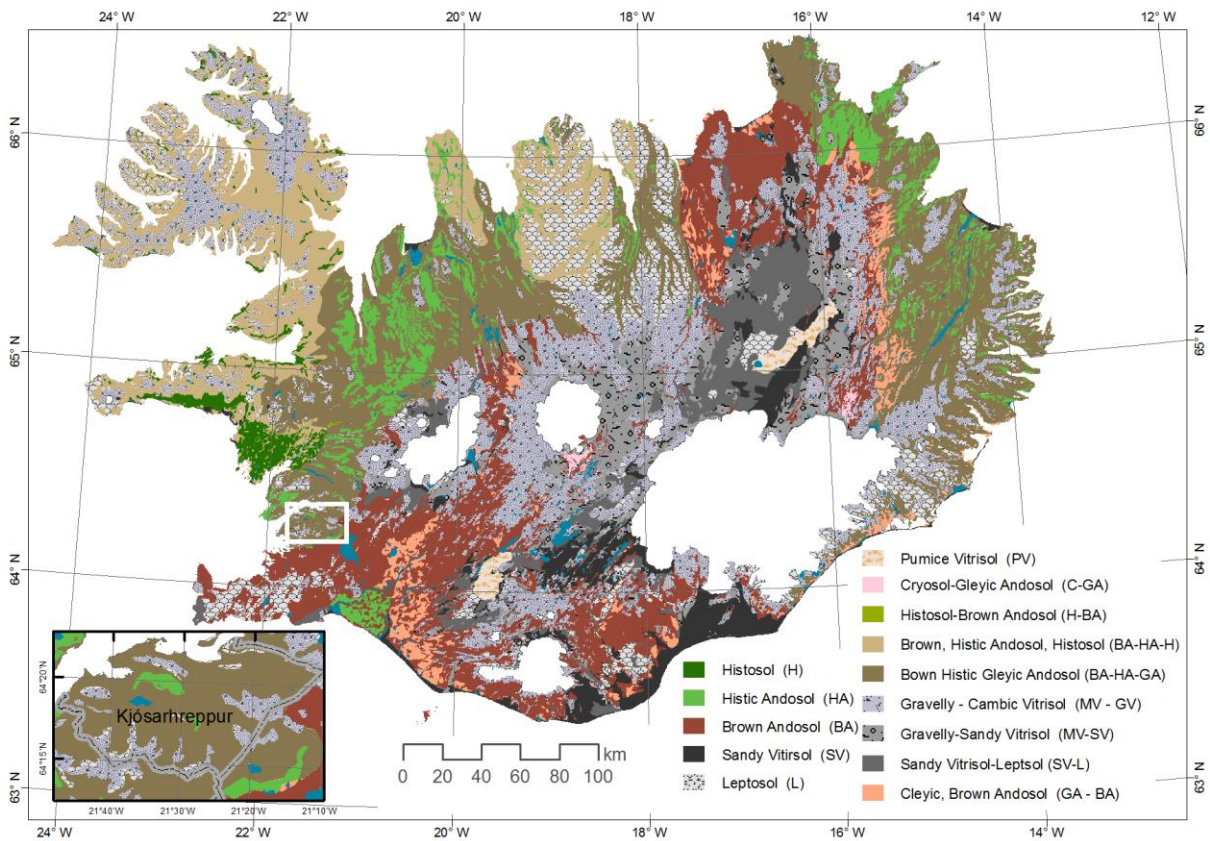 24° W 22° W 20° W 18° W 16° W 14° W 12° W
66° N 66° N
65° N 65° N
64° N 64° N
63° N 63° N
Pumice Vitrisol (PV)
Cryosol-Gleyic Andosol (C-GA)
Histosol-Brown Andosol (H-BA)
Brown, Histic Andosol, Histosol (BA-HA-H)
Bown Histic Gleyic Andosol (BA-HA-GA)
Gravelly - Cambic Vitrisol (MV - GV)
Gravelly-Sandy Vitrisol (MV-SV)
Sandy Vitrisol-Leptsol (SV-L)
Cleyic, Brown Andosol (GA - BA)
Histosol (H)
Histic Andosol (HA)
Brown Andosol (BA)
Sandy Vitirsol (SV)
Leptosol (L)
km
0 20 40 60 80 100
64°20'N
Kjósarhreppur
64°15'N
21°40'W 21°30'W 21°20'W 21°10'W
24° W 22° W 20° W 18° W 16° W 14° W